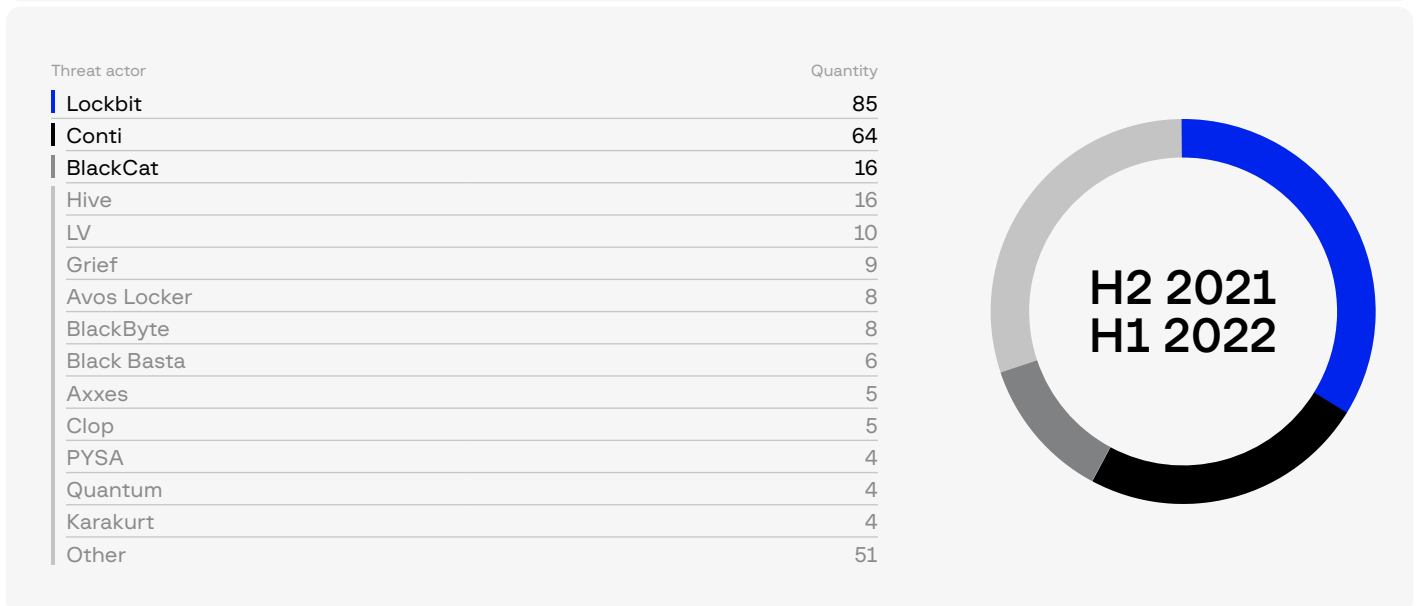 Threat actor Quantity
Lockbit 85
Conti 64
BlackCat 16
Hive 16
LV 10
Grief 9
Avos Locker 8
BlackByte 8
Black Basta 6
Axxes 5
Clop 5
PYSA 4
Quantum 4
Karakurt 4
Other 51
H2 2021
H1 2022